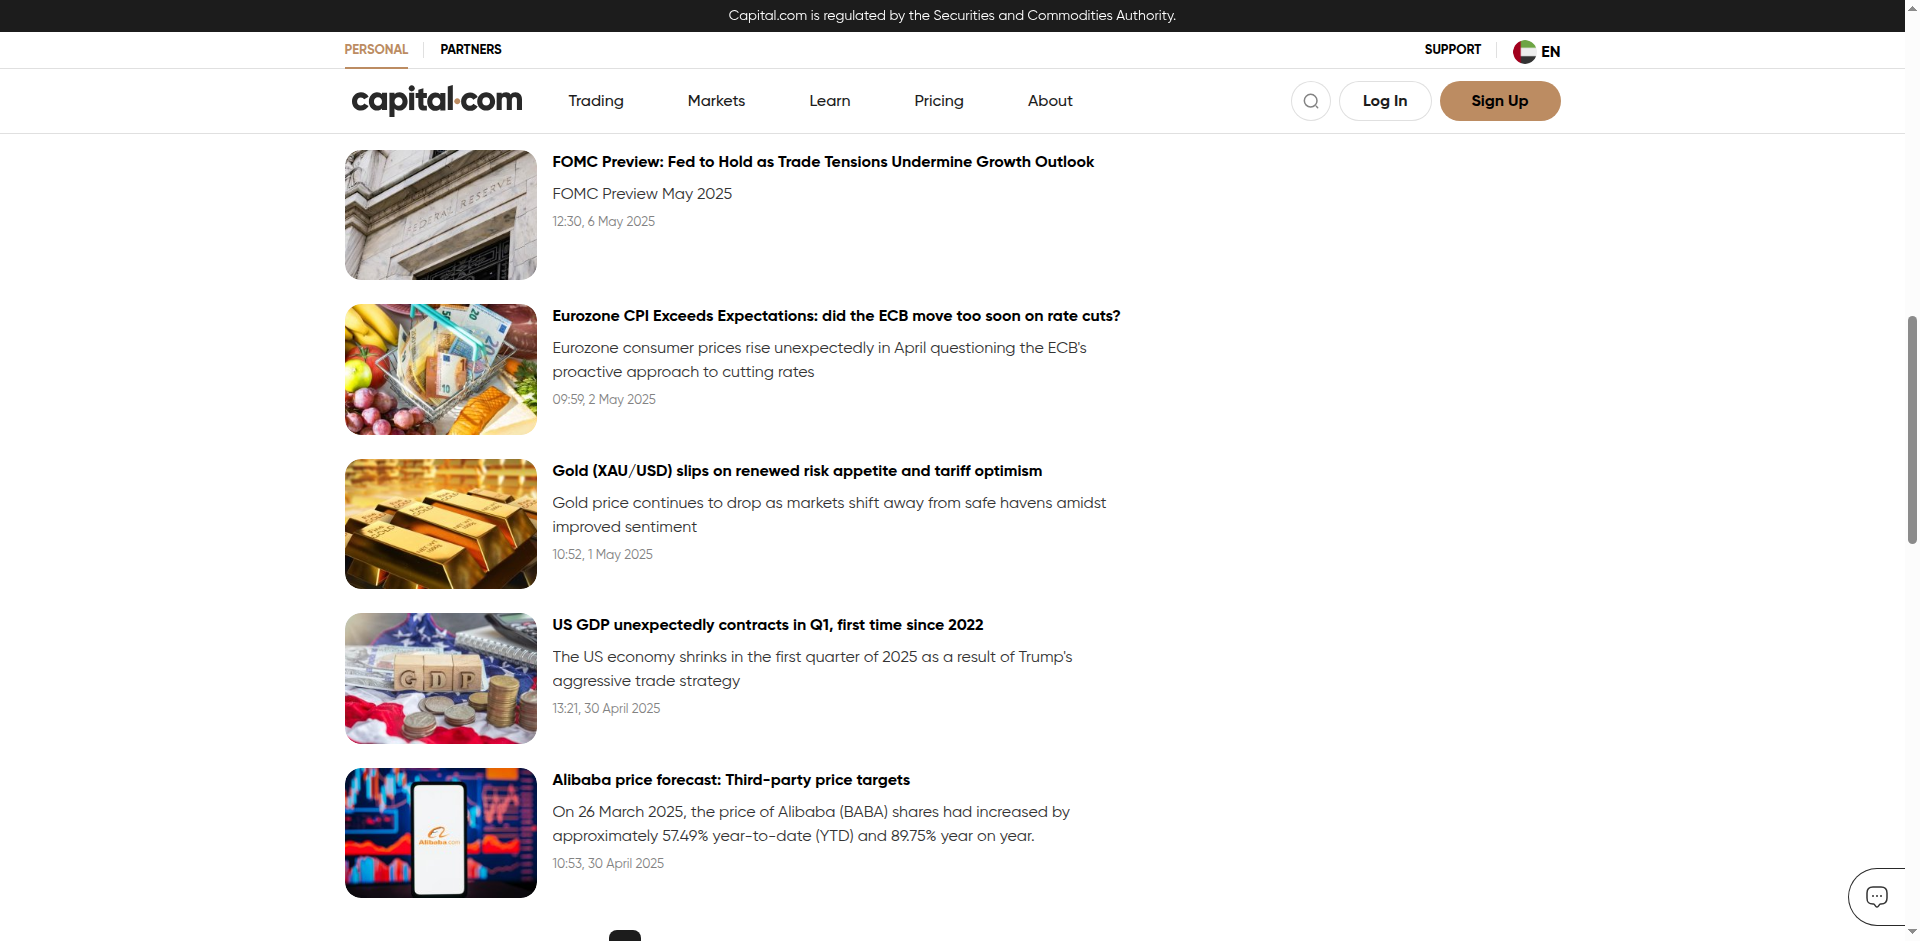 Capital.com is regulated by the Securities and Commodities Authority.
PERSONAL
PARTNERS
SUPPORT
EN
capital.com
Trading
Markets
Learn
Pricing
About
Log In
Sign Up
FEDERAL RESERVE
FOMC Preview: Fed to Hold as Trade Tensions Undermine Growth Outlook
FOMC Preview May 2025
12:30, 6 May 2025
Eurozone CPI Exceeds Expectations: did the ECB move too soon on rate cuts?
Eurozone consumer prices rise unexpectedly in April questioning the ECB's
proactive approach to cutting rates
09:59, 2 May 2025
Gold (XAU/USD) slips on renewed risk appetite and tariff optimism
Gold price continues to drop as markets shift away from safe havens amidst
improved sentiment
10:52, 1 May 2025
GDP
US GDP unexpectedly contracts in Q1, first time since 2022
The US economy shrinks in the first quarter of 2025 as a result of Trump's
aggressive trade strategy
13:21, 30 April 2025
Alibaba.com
Alibaba price forecast: Third-party price targets
On 26 March 2025, the price of Alibaba (BABA) shares had increased by
approximately 57.49% year-to-date (YTD) and 89.75% year on year.
10:53, 30 April 2025